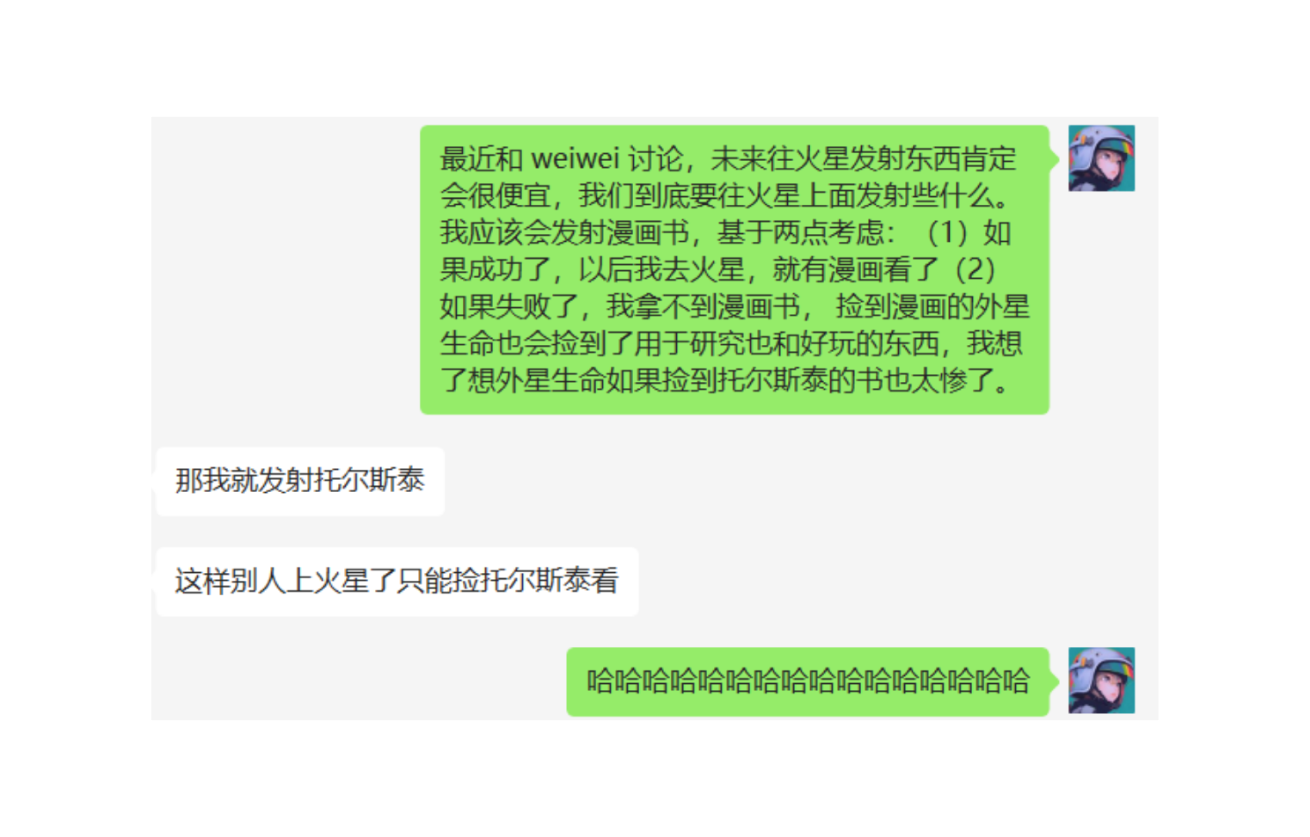 最近和 weiwei 讨论，未来往火星发射东西肯定
会很便宜，我们到底要往火星上面发射些什么。
我应该会发射漫画书，基于两点考虑：（1）如
果成功了，以后我去火星，就有漫画看了（2）
如果失败了，我拿不到漫画书， 捡到漫画的外星
生命也会捡到了用于研究也和好玩的东西，我想
了想外星生命如果捡到托尔斯泰的书也太惨了。
那我就发射托尔斯泰
这样别人上火星了只能捡托尔斯泰看
哈哈哈哈哈哈哈哈哈哈哈哈哈哈哈哈